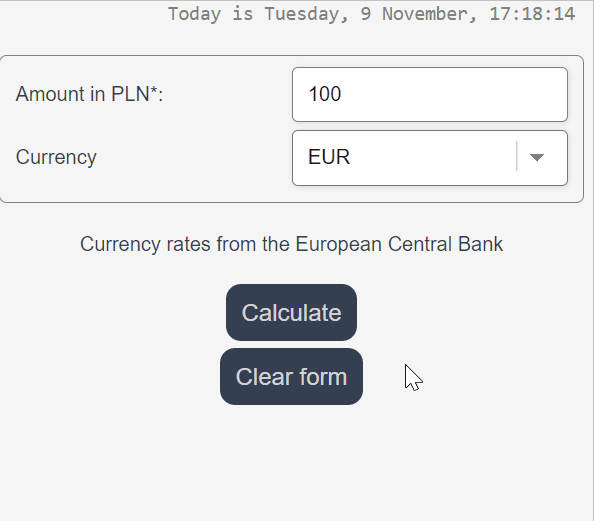 Today is Tuesday, 9 November, 17:18:14
Amount in PLN*: 100
Currency EUR
Currency rates from the European Central Bank
Calculate
Clear form